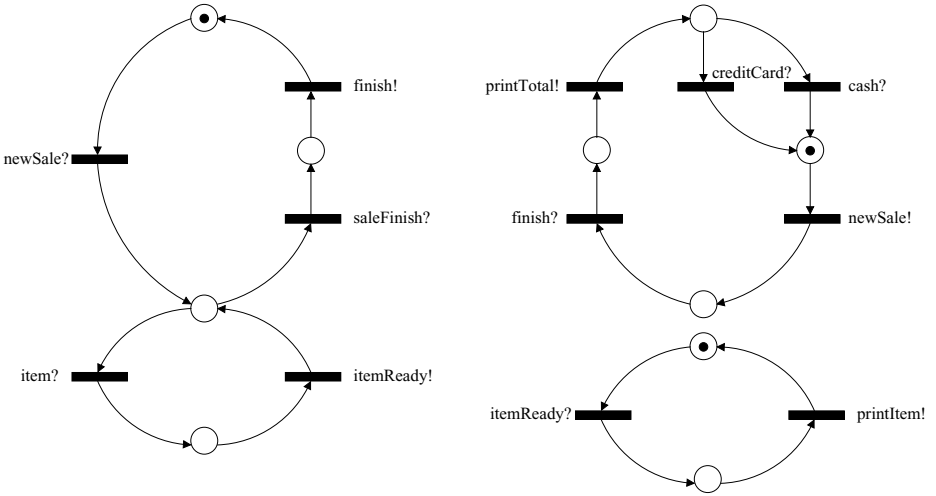 finish!
newSale?
saleFinish?
item?
itemReady!
printTotal!
creditCard?
cash?
finish?
newSale!
itemReady?
printItem!